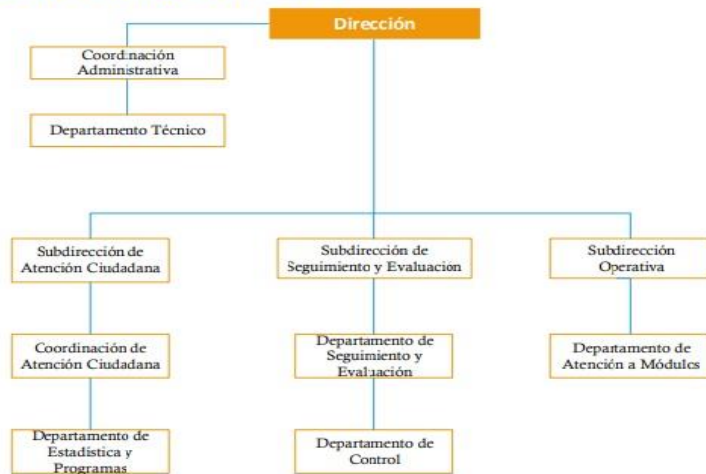 Dirección
Coordinación
Administrativa
Departamento Técnico
Subdirección de
Atención Ciudadana
Subdirección de
Seguimiento y Evaluación
Subdirección
Operativa
Coordinación de
Atención Ciudadana
Departamento de
Seguimiento y
Evaluación
Departamento de
Atención a Módulos
Departamento de
Estadística y
Programas
Departamento de
Control